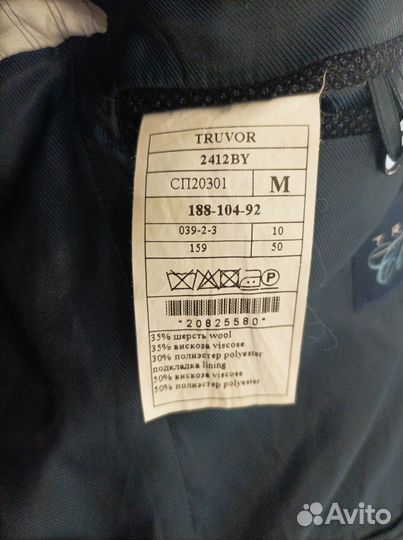 TRUVOR
2412BY
СП20301 M
188-104-92
039-2-3 10
159 50
P
*20825580*
35% шерсть wool
35% вискоза viscose
30% полиэстер polyester
подкладка lining
50% вискоза viscose
50% полиэстер polyester
Avito